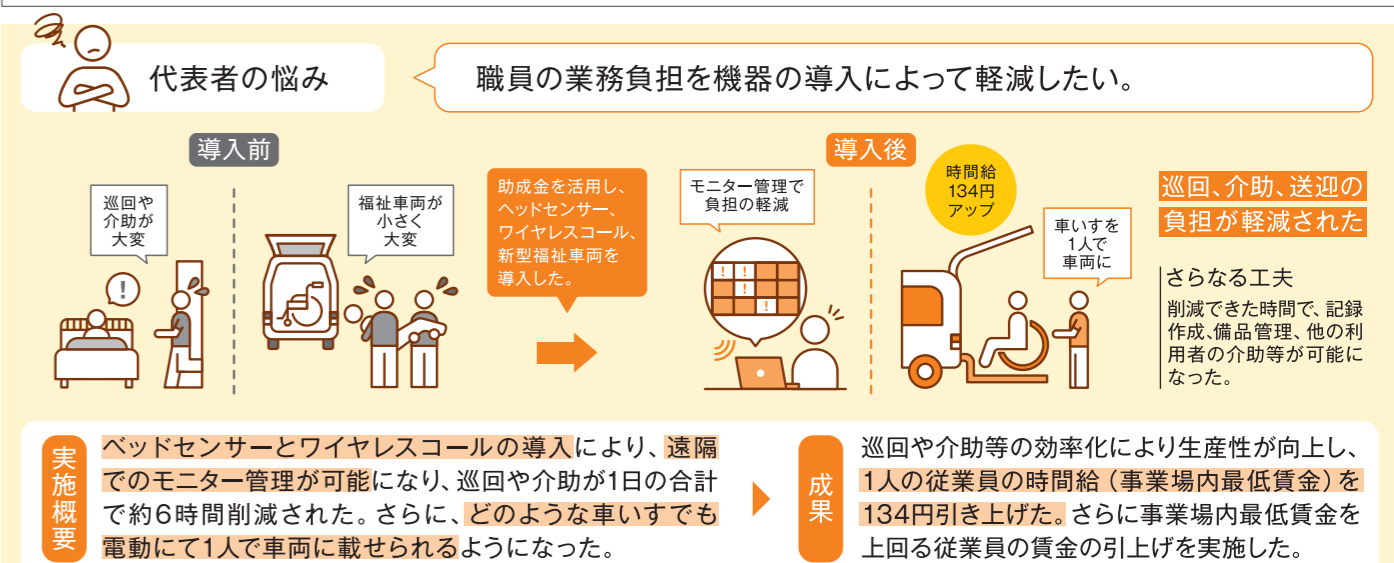 代表者の悩み
職員の業務負担を機器の導入によって軽減したい。
導入前
巡回や
介助が
大変
!
福祉車両が
小さく
大変
助成金を活用し、
ヘッドセンサー、
ワイヤレスコール、
新型福祉車両を
導入した。
導入後
モニター管理で
負担の軽減
! !
!
時間給
134円
アップ
車いすを
1人で
車両に
巡回、介助、送迎の
負担が軽減された
さらなる工夫
削減できた時間で、記録
作成、備品管理、他の利
用者の介助等が可能に
なった。
実施概要
ベッドセンサーとワイヤレスコールの導入により、遠隔
でのモニター管理が可能になり、巡回や介助が1日の合計
で約6時間削減された。さらに、どのような車いすでも
電動にて1人で車両に載せられるようになった。
成果
巡回や介助等の効率化により生産性が向上し、
1人の従業員の時間給（事業場内最低賃金）を
134円引き上げた。さらに事業場内最低賃金を
上回る従業員の賃金の引上げを実施した。